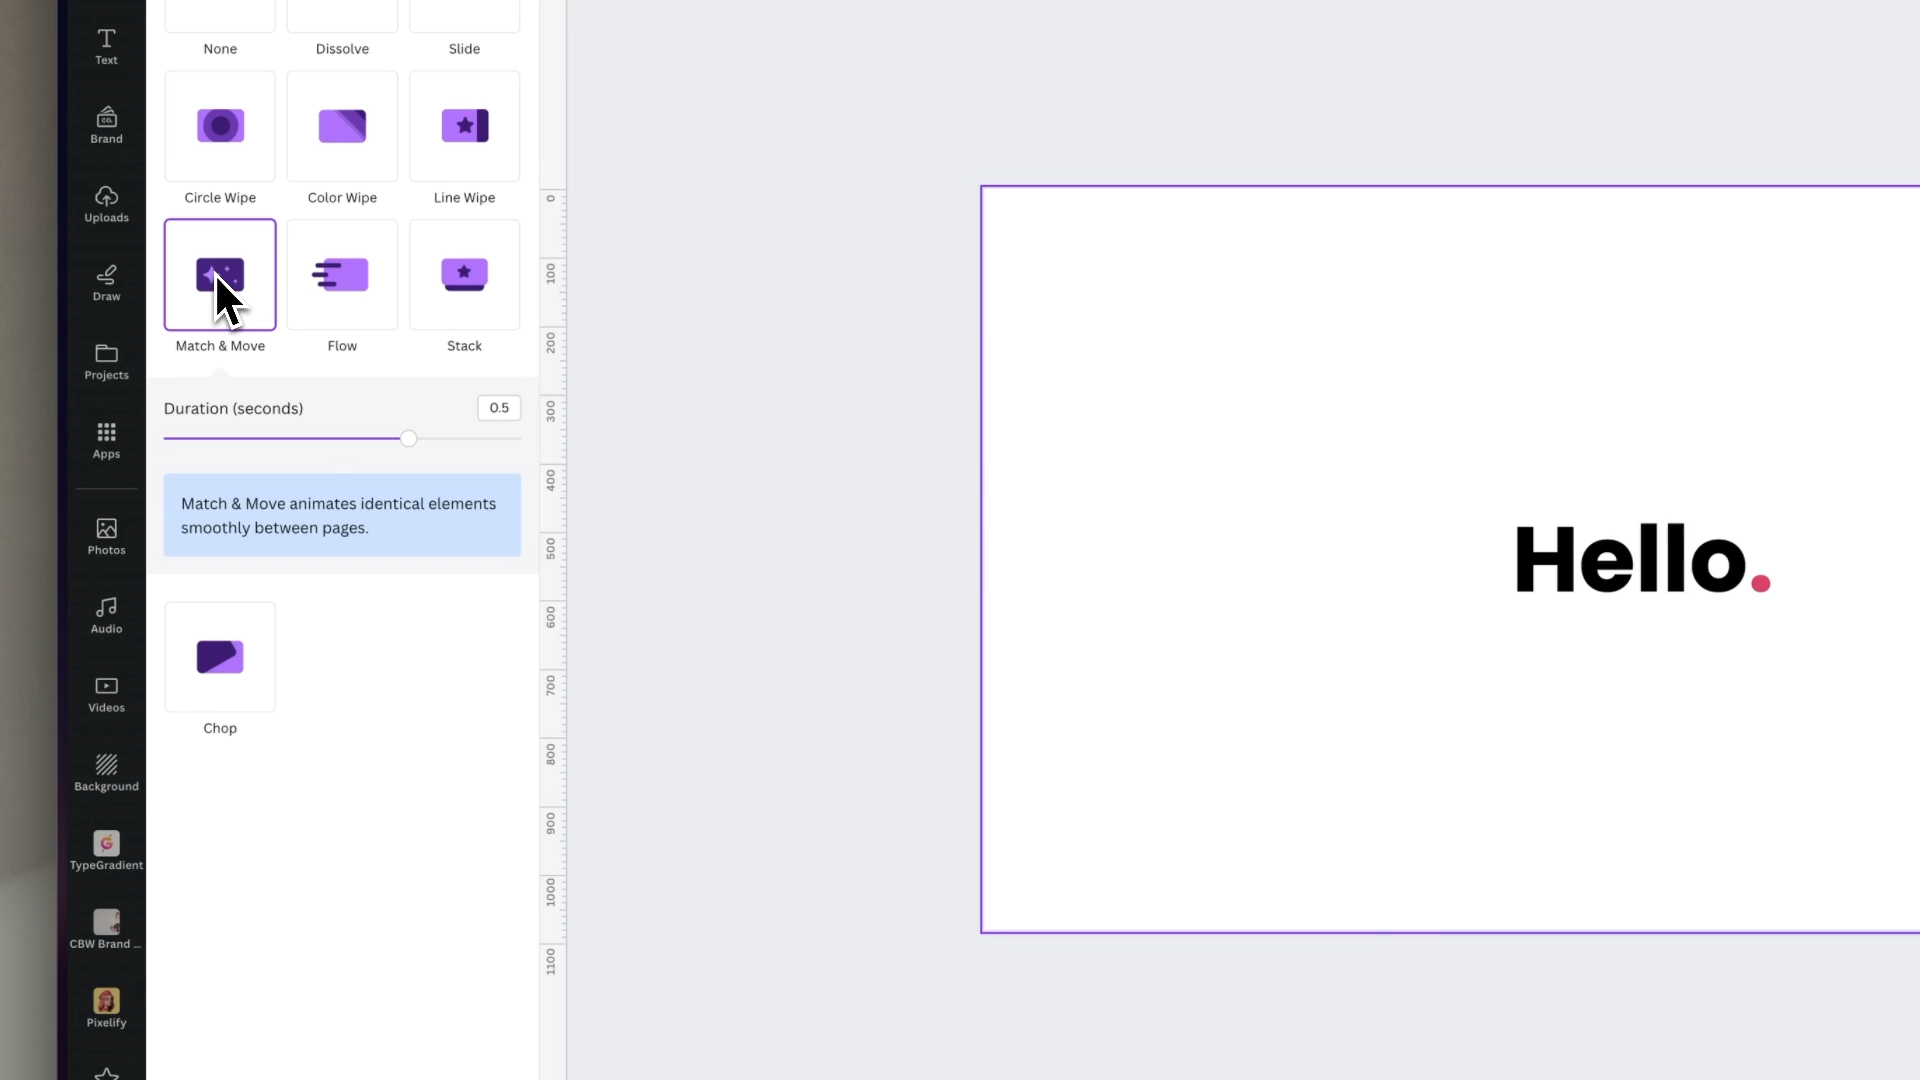 Text
Brand
Uploads
Draw
Projects
Apps
Photos
Audio
Videos
Background
TypeGradient
CBW Brand ...
Pixelify
None
Dissolve
Slide
Circle Wipe
Color Wipe
Line Wipe
Match & Move
Flow
Stack
Duration (seconds)
0.5
Match & Move animates identical elements
smoothly between pages.
Chop
0
100
200
300
400
500
600
700
800
900
1000
1100
Hello.